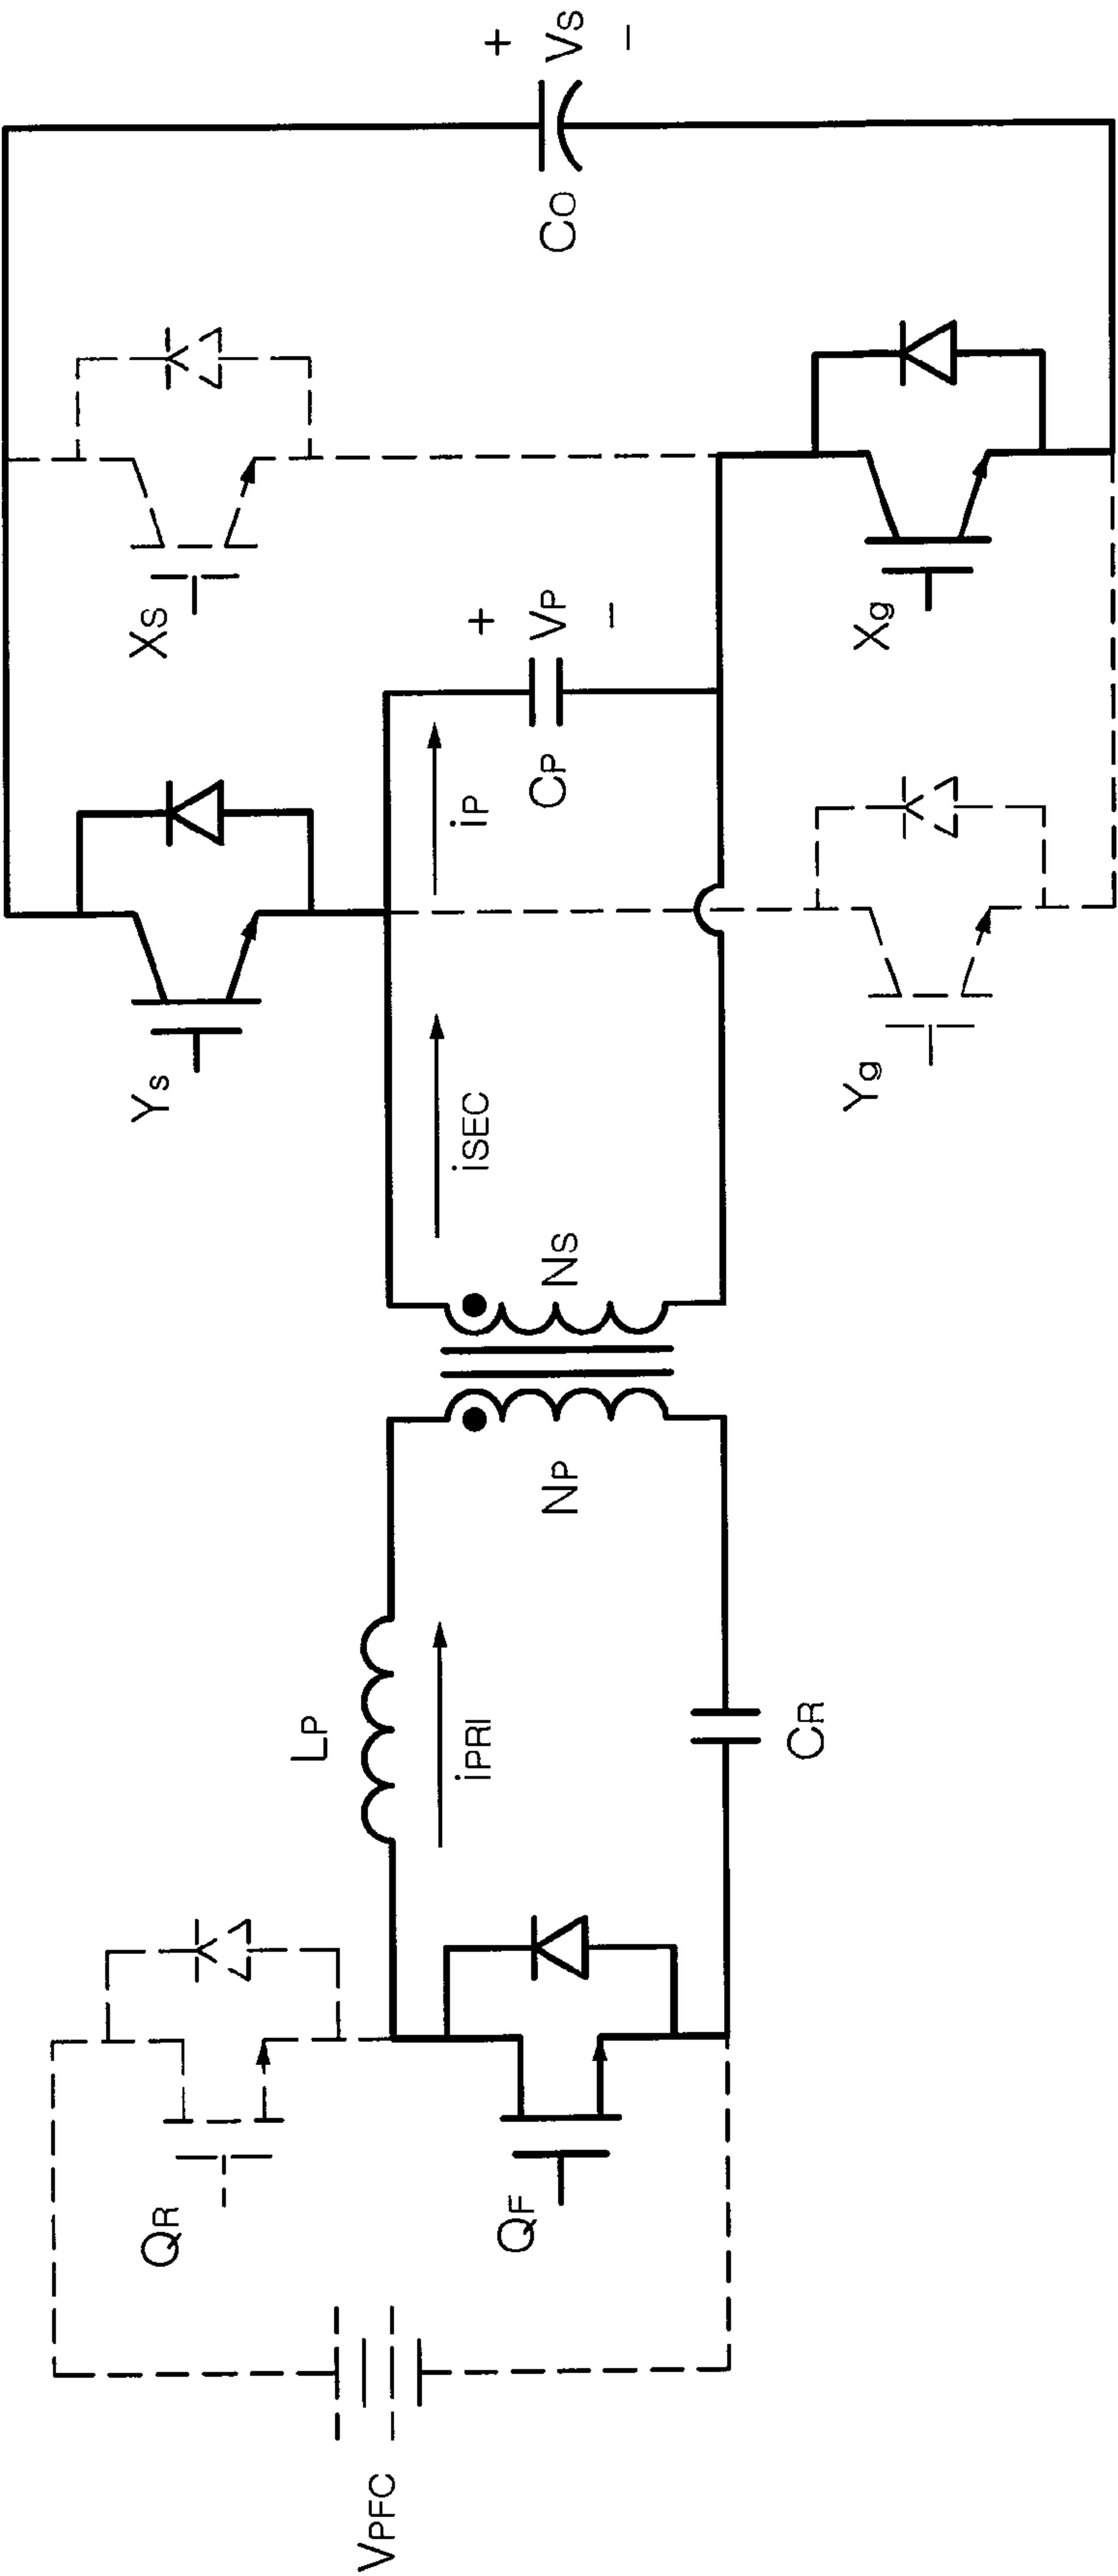 VPFC
QR
QF
LP
iPRI
CR
NP
NS
iSEC
iP
YS
Yg
CP
+
VP
−
XS
Xg
CO
+
VS
−